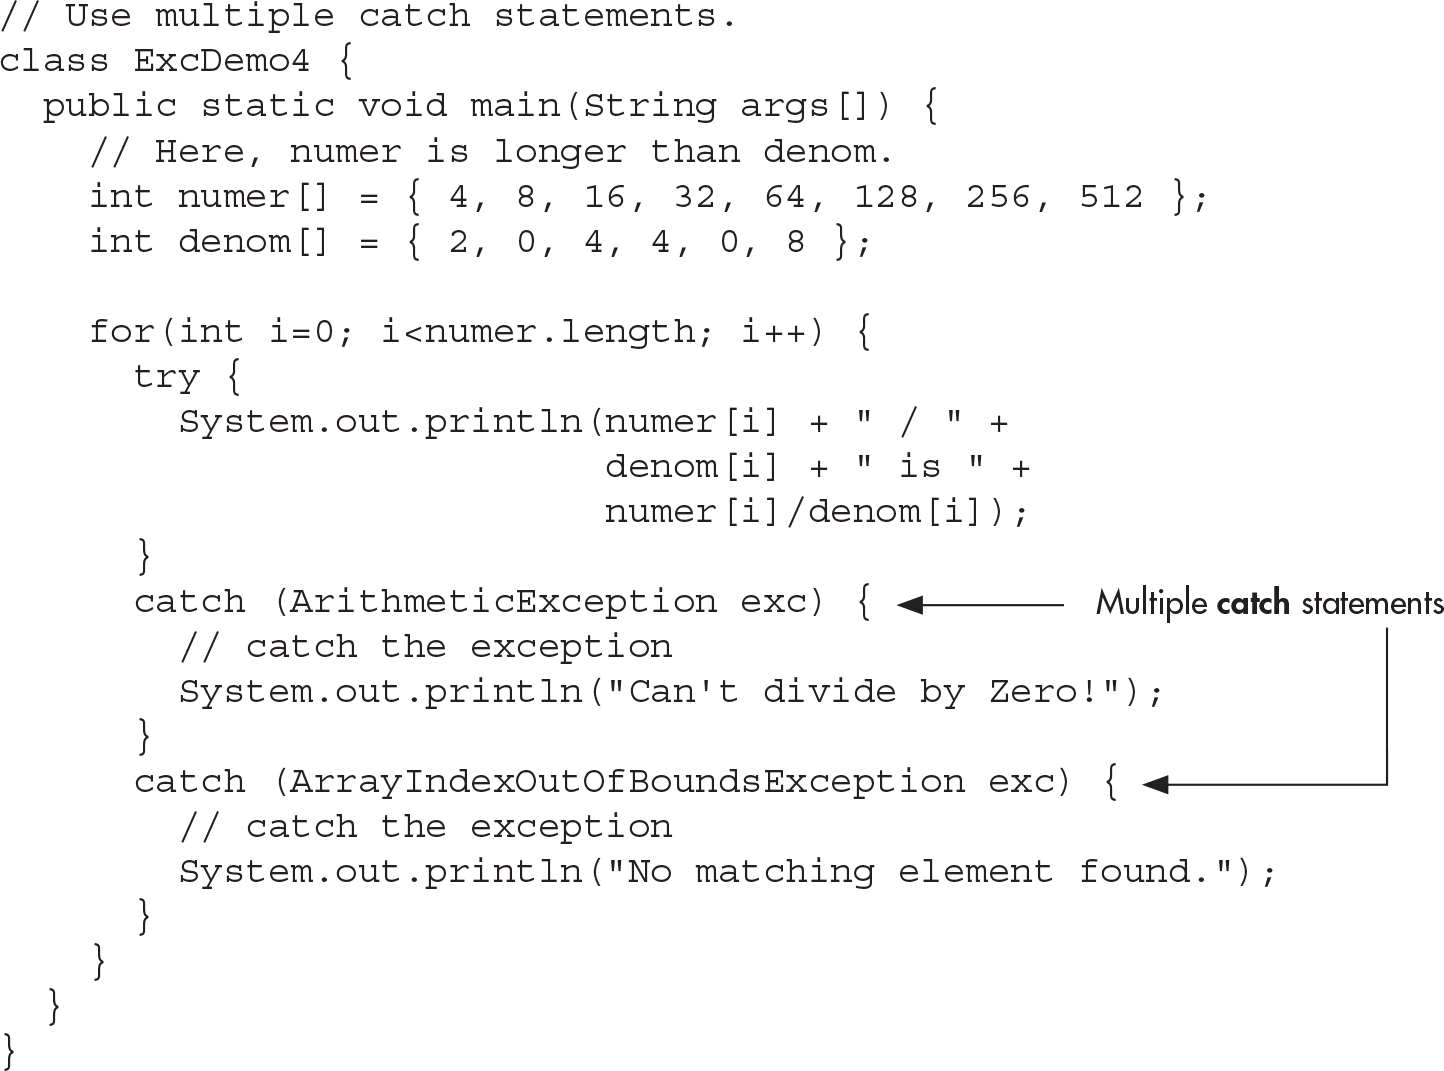 // Use multiple catch statements.
class ExcDemo4 {
  public static void main(String args[]) {
    // Here, numer is longer than denom.
    int numer[] = { 4, 8, 16, 32, 64, 128, 256, 512 };
    int denom[] = { 2, 0, 4, 4, 0, 8 };

    for(int i=0; i<numer.length; i++) {
      try {
        System.out.println(numer[i] + " / " +
                           denom[i] + " is " +
                           numer[i]/denom[i]);
      }
      catch (ArithmeticException exc) {
Multiple catch statements
        // catch the exception
        System.out.println("Can't divide by Zero!");
      }
      catch (ArrayIndexOutOfBoundsException exc) {
        // catch the exception
        System.out.println("No matching element found.");
      }
    }
  }
}